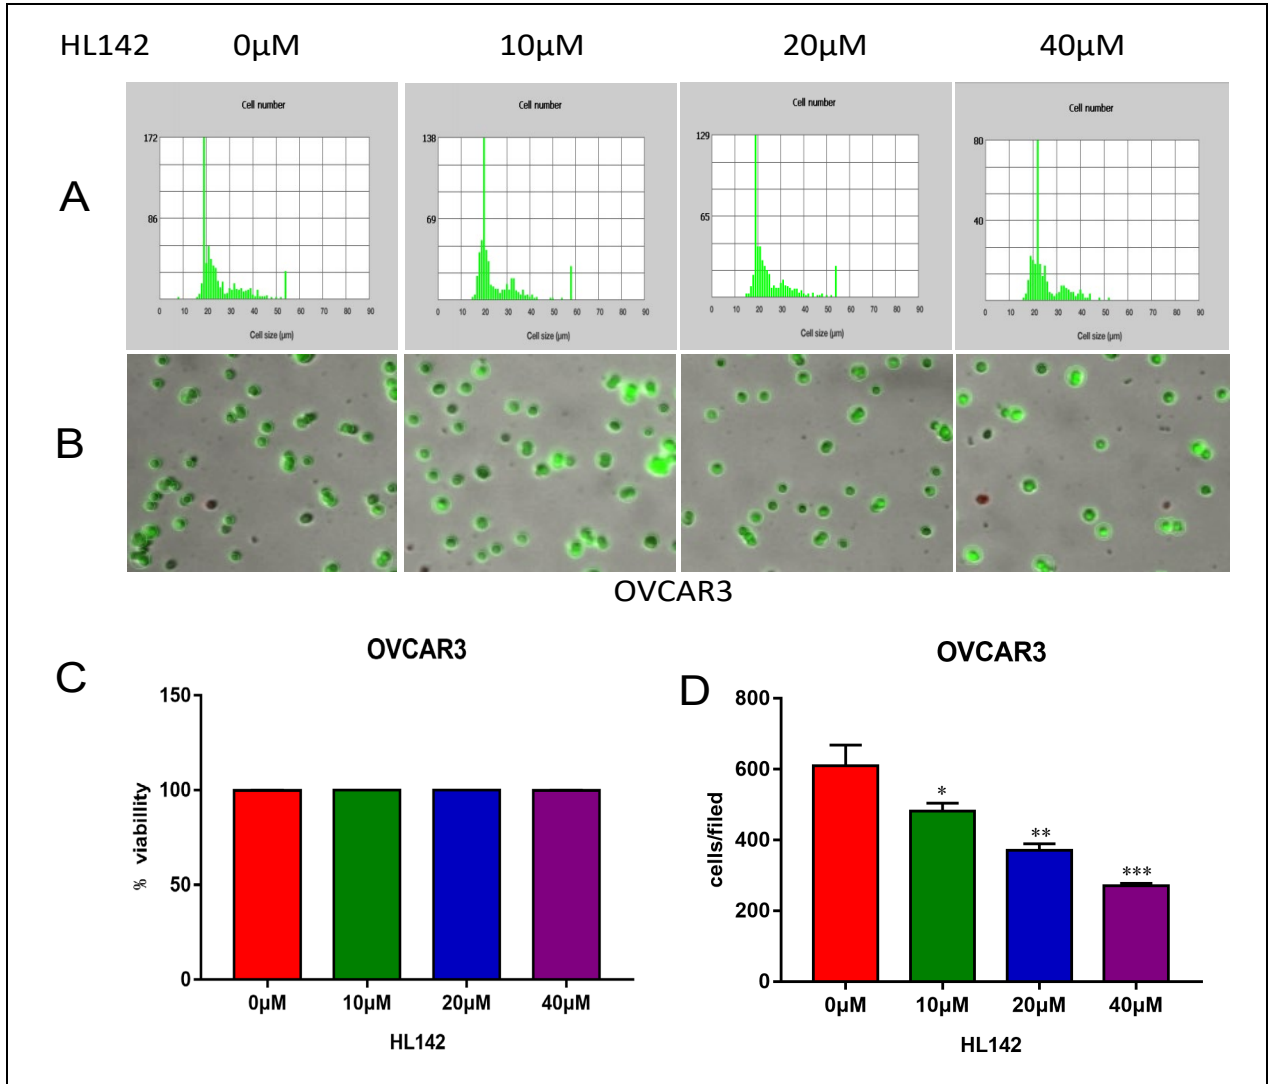 HL142 0µM 10µM 20µM 40µM
A
Cell number
172
86
0 10 20 30 40 50 60 70 80 90
Cell size (µm)
Cell number
138
69
0 10 20 30 40 50 60 70 80 90
Cell size (µm)
Cell number
129
65
0 10 20 30 40 50 60 70 80 90
Cell size (µm)
Cell number
80
40
0 10 20 30 40 50 60 70 80 90
Cell size (µm)
B
OVCAR3
C
OVCAR3
% viabillity
150
100
50
0
0µM 10µM 20µM 40µM
HL142
D
OVCAR3
cells/filed
800
600
400
200
0
*
**
***
0µM 10µM 20µM 40µM
HL142